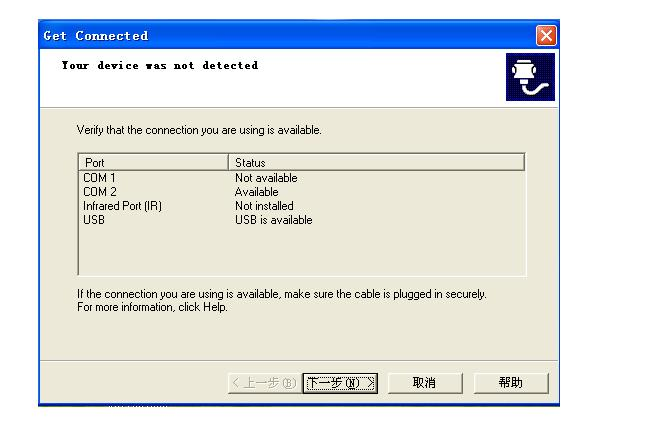 Get Connected
Your device was not detected
Verify that the connection you are using is available.
Port Status
COM 1 Not available
COM 2 Available
Infrared Port (IR) Not installed
USB USB is available
If the connection you are using is available, make sure the cable is plugged in securely.
For more information, click Help.
< 上一步(B) 下一步(N) > 取消 帮助